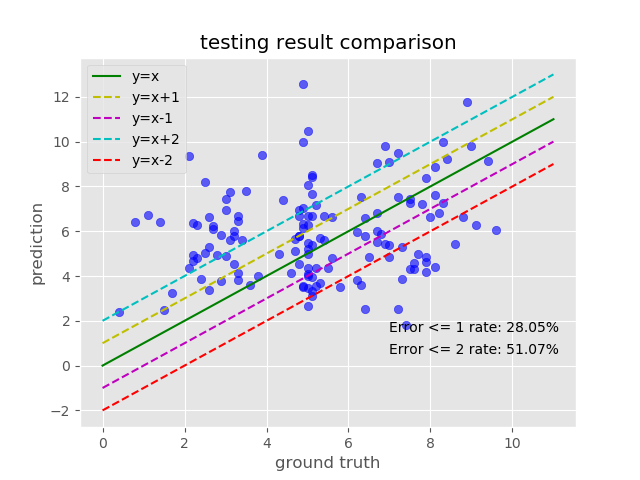 testing result comparison
y=x
y=x+1
y=x-1
y=x+2
y=x-2
12
10
8
6
4
2
0
−2
prediction
Error <= 1 rate: 28.05%
Error <= 2 rate: 51.07%
0 2 4 6 8 10
ground truth